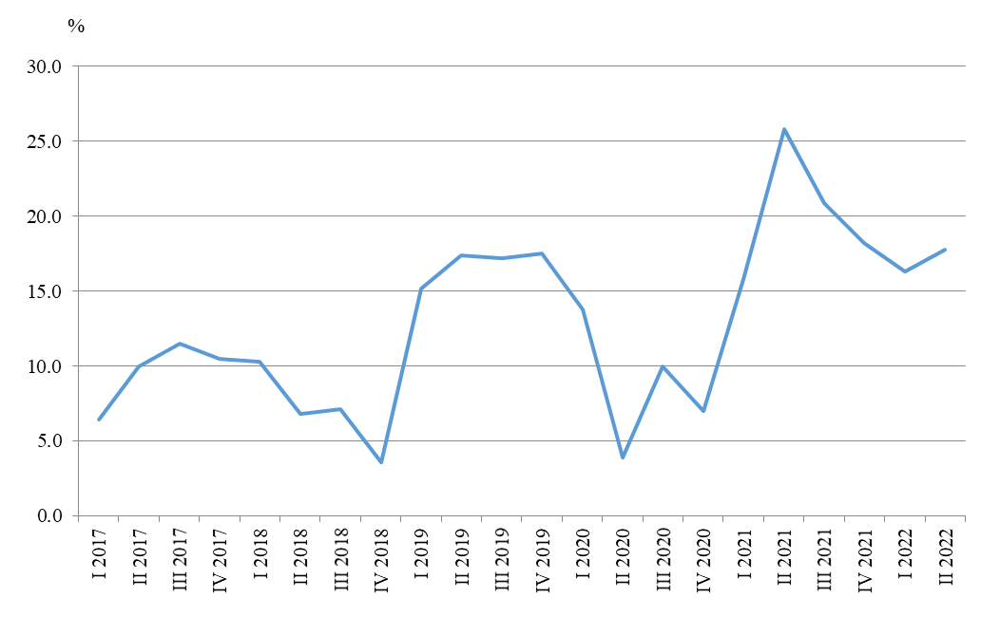 %
30.0
25.0
20.0
15.0
10.0
5.0
0.0
I 2017
II 2017
III 2017
IV 2017
I 2018
II 2018
III 2018
IV 2018
I 2019
II 2019
III 2019
IV 2019
I 2020
II 2020
III 2020
IV 2020
I 2021
II 2021
III 2021
IV 2021
I 2022
II 2022